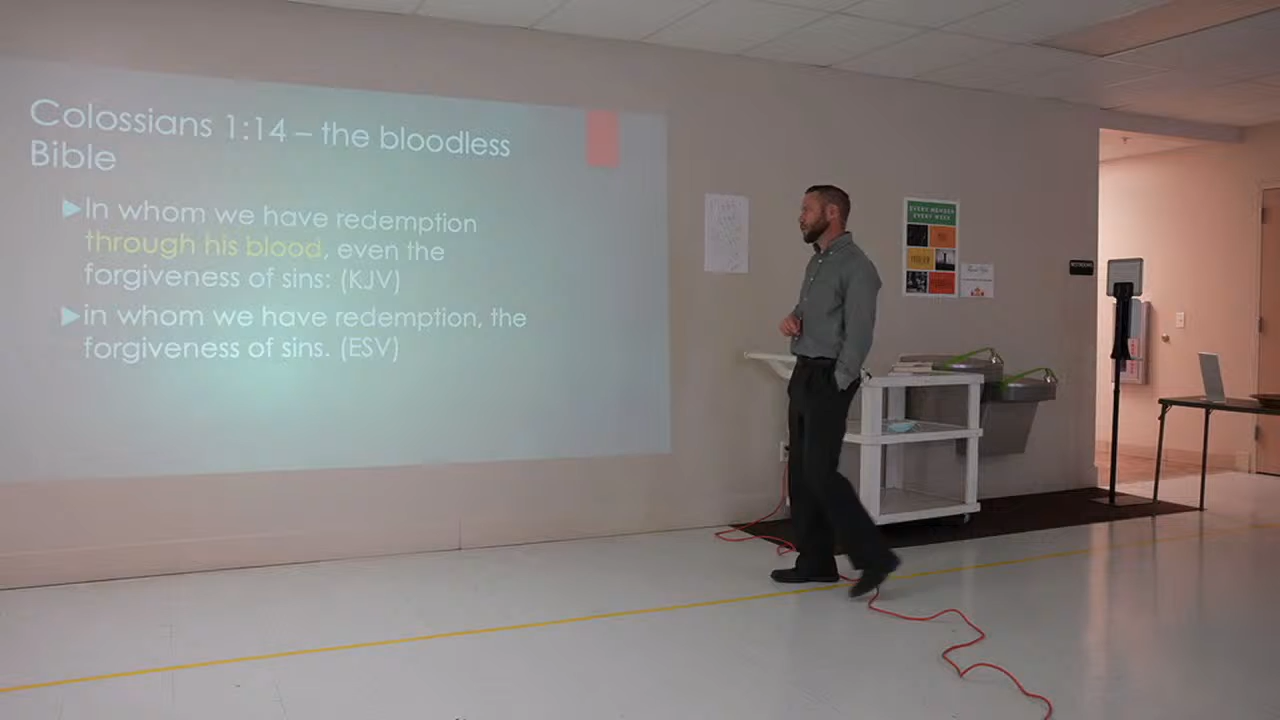 Colossians 1:14 – the bloodless
Bible
►In whom we have redemption
through his blood, even the
forgiveness of sins: (KJV)
►in whom we have redemption, the
forgiveness of sins. (ESV)
EVERY MEMBER
EVERY WEEK
RESTROOMS